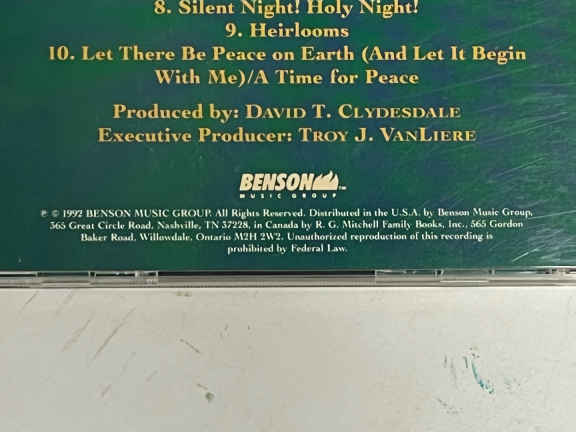 8. Silent Night! Holy Night!
9. Heirlooms
10. Let There Be Peace on Earth (And Let It Begin
With Me)/A Time for Peace
Produced by: David T. Clydesdale
Executive Producer: Troy J. VanLiere
BENSON™
MUSIC GROUP
℗ © 1992 BENSON MUSIC GROUP. All Rights Reserved. Distributed in the U.S.A. by Benson Music Group,
365 Great Circle Road, Nashville, TN 37228, in Canada by R. G. Mitchell Family Books, Inc., 565 Gordon
Baker Road, Willowdale, Ontario M2H 2W2. Unauthorized reproduction of this recording is
prohibited by Federal Law.